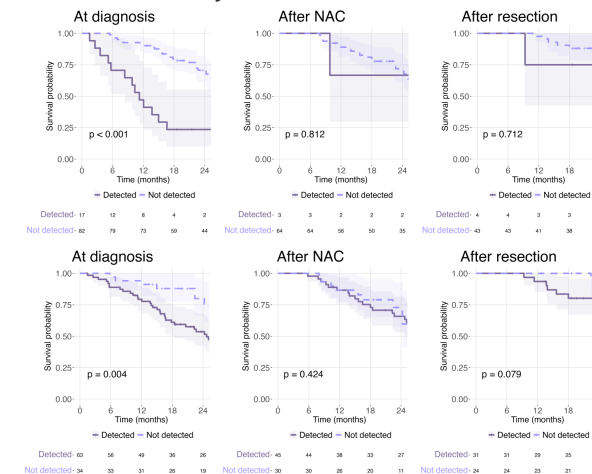 At diagnosis
1.00
0.75
0.50
0.25
0.00
Survival probability
p < 0.001
0 6 12 18 24
Time (months)
Detected Not detected
Detected 17 12 8 4 2
Not detected 82 79 73 59 44
After NAC
1.00
0.75
0.50
0.25
0.00
Survival probability
p = 0.812
0 6 12 18 24
Time (months)
Detected Not detected
Detected 3 3 2 2 2
Not detected 64 64 56 50 35
After resection
1.00
0.75
0.50
0.25
0.00
Survival probability
p = 0.712
0 6 12 18
Time (months)
Detected Not detected
Detected 4 4 3 3
Not detected 43 43 41 38
At diagnosis
1.00
0.75
0.50
0.25
0.00
Survival probability
p = 0.004
0 6 12 18 24
Time (months)
Detected Not detected
Detected 63 56 49 36 26
Not detected 34 33 31 26 19
After NAC
1.00
0.75
0.50
0.25
0.00
Survival probability
p = 0.424
0 6 12 18 24
Time (months)
Detected Not detected
Detected 45 44 38 33 27
Not detected 30 30 26 20 11
After resection
1.00
0.75
0.50
0.25
0.00
Survival probability
p = 0.079
0 6 12 18
Time (months)
Detected Not detected
Detected 31 31 29 25
Not detected 24 24 23 21